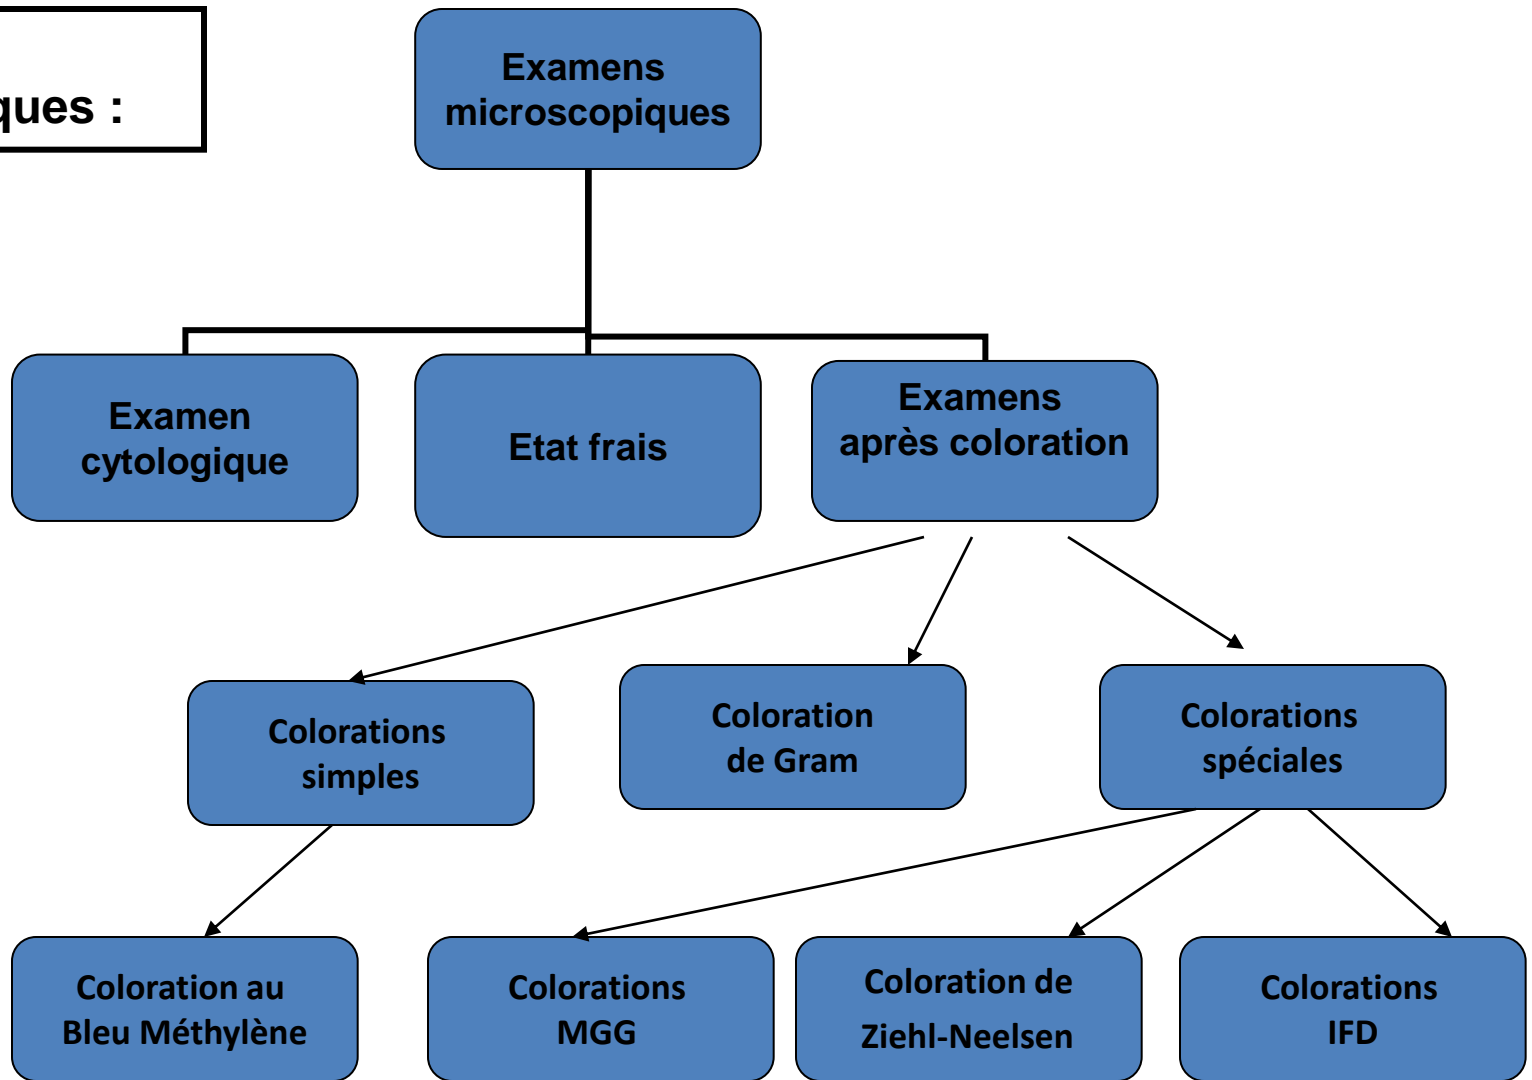 ques :
Examens
microscopiques
Examen
cytologique
Etat frais
Examens
après coloration
Colorations
simples
Coloration
de Gram
Colorations
spéciales
Coloration au
Bleu Méthylène
Colorations
MGG
Coloration de
Ziehl-Neelsen
Colorations
IFD